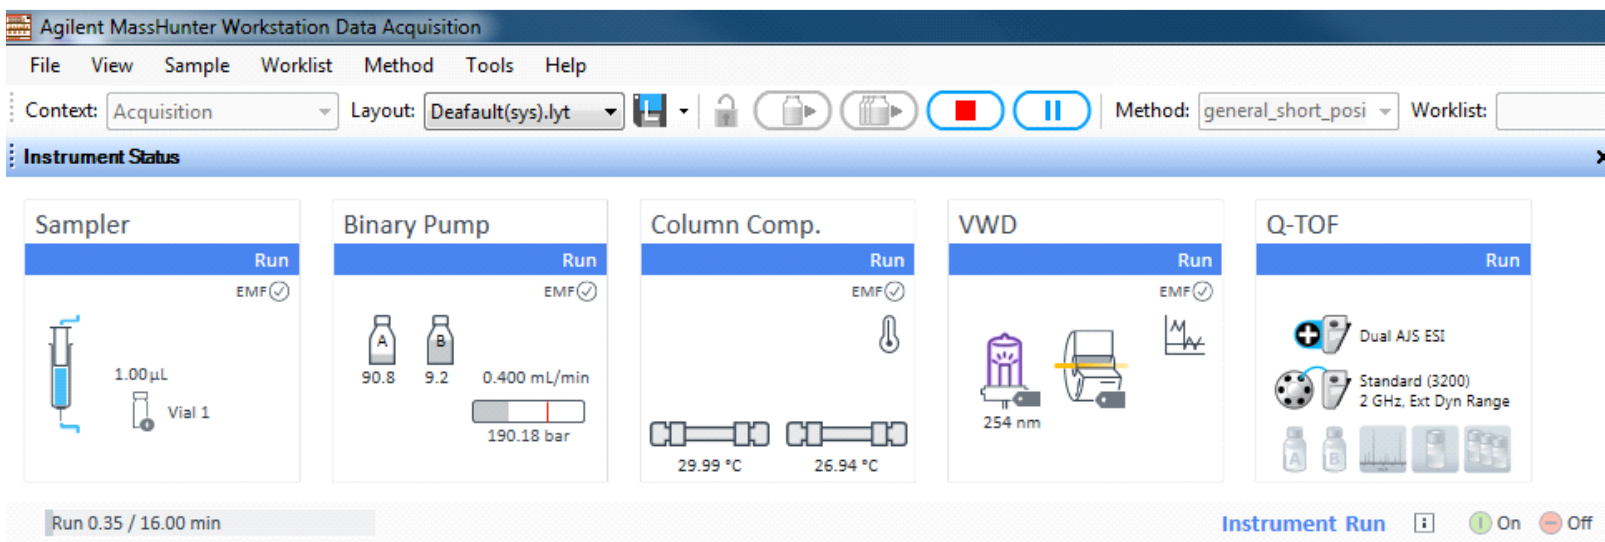 Agilent MassHunter Workstation Data Acquisition
File View Sample Worklist Method Tools Help
Context: Acquisition Layout: Deafault(sys).lyt L Method: general_short_posi Worklist:
Instrument Status
Sampler
Run
EMF
1.00 µL
Vial 1
Binary Pump
Run
EMF
A B
90.8 9.2 0.400 mL/min
190.18 bar
Column Comp.
Run
EMF
29.99 °C 26.94 °C
VWD
Run
EMF
254 nm
Q-TOF
Run
Dual AJS ESI
Standard (3200)
2 GHz, Ext Dyn Range
A B
Run 0.35 / 16.00 min Instrument Run i On Off